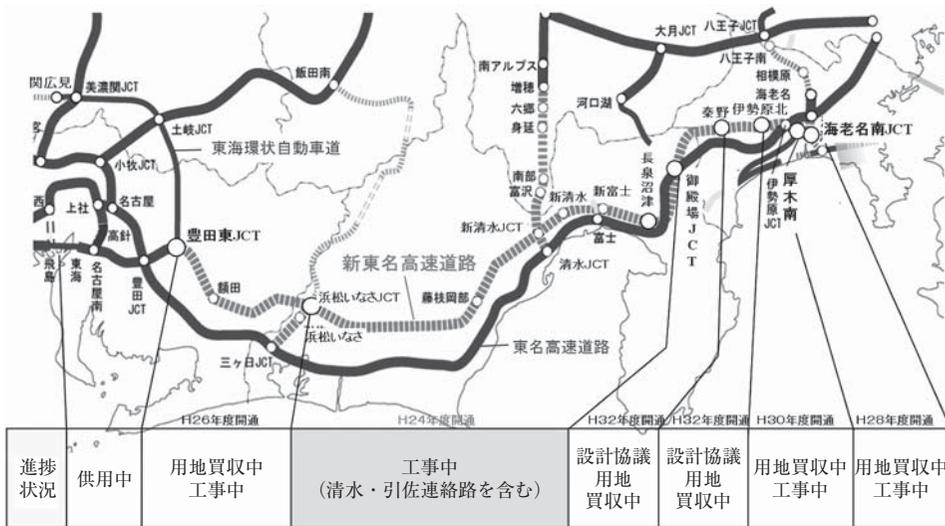 大月JCT
八王子JCT
関広見
美濃関JCT
飯田南
南アルプス
八王子南
増穂
河口湖
相模原
六郷
海老名
身延
秦野
伊勢原北
土岐JCT
海老名南JCT
東海環状自動車道
小牧JCT
長泉沼津
御殿場JCT
伊勢原JCT
厚木南
南部
富沢
新清水
新富士
西
上社
名古屋
新清水JCT
富士
高針
豊田東JCT
新東名高速道路
清水JCT
飛島
東海
名古屋南
豊田JCT
額田
浜松いなさJCT
藤枝岡部
浜松いなさ
東名高速道路
三ヶ日JCT
H26年度開通
H24年度開通
H32年度開通
H32年度開通
H30年度開通
H28年度開通
進捗
状況
供用中
用地買収中
工事中
工事中
(清水・引佐連絡路を含む)
設計協議
用地
買収中
設計協議
用地
買収中
用地買収中
工事中
用地買収中
工事中